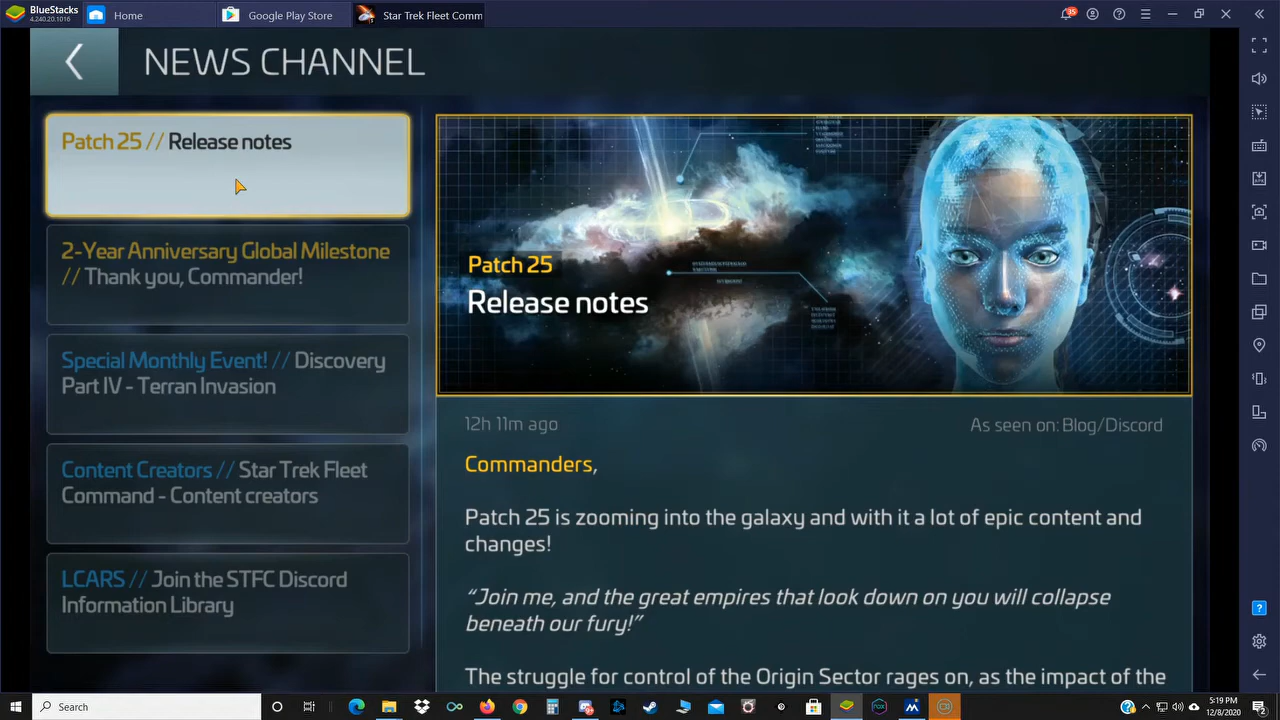 BlueStacks
4.240.20.1016
Home
Google Play Store
Star Trek Fleet Comm
35
NEWS CHANNEL
Patch 25 // Release notes
2-Year Anniversary Global Milestone
// Thank you, Commander!
Special Monthly Event! // Discovery
Part IV - Terran Invasion
Content Creators // Star Trek Fleet
Command - Content creators
LCARS // Join the STFC Discord
Information Library
Patch 25
Release notes
12h 11m ago
As seen on: Blog/Discord
Commanders,
Patch 25 is zooming into the galaxy and with it a lot of epic content and
changes!
“Join me, and the great empires that look down on you will collapse
beneath our fury!”
The struggle for control of the Origin Sector rages on, as the impact of the
Search
5:19 PM
12/8/2020